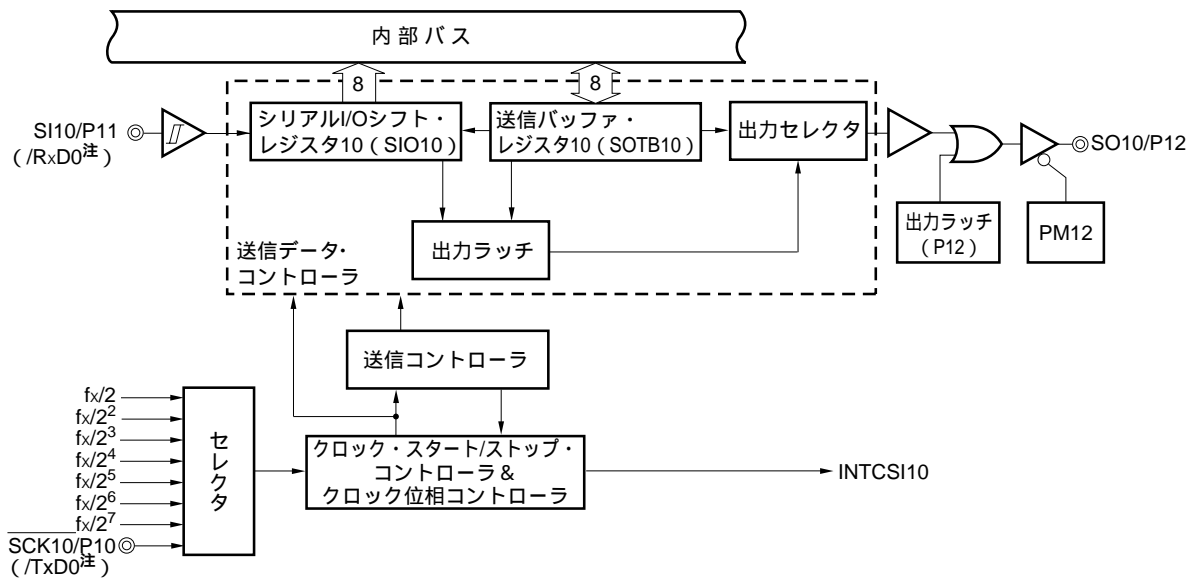 内部バス
8
8
SI10/P11
（/RxD0注）
シリアルI/Oシフト・
レジスタ10（SIO10）
送信バッファ・
レジスタ10（SOTB10）
出力セレクタ
SO10/P12
出力ラッチ
（P12）
PM12
送信データ・
コントローラ
出力ラッチ
送信コントローラ
fx/2
fx/2²
fx/2³
fx/2⁴
fx/2⁵
fx/2⁶
fx/2⁷
SCK10/P10
（/TxD0注）
セレクタ
クロック・スタート/ストップ・
コントローラ＆
クロック位相コントローラ
INTCSI10